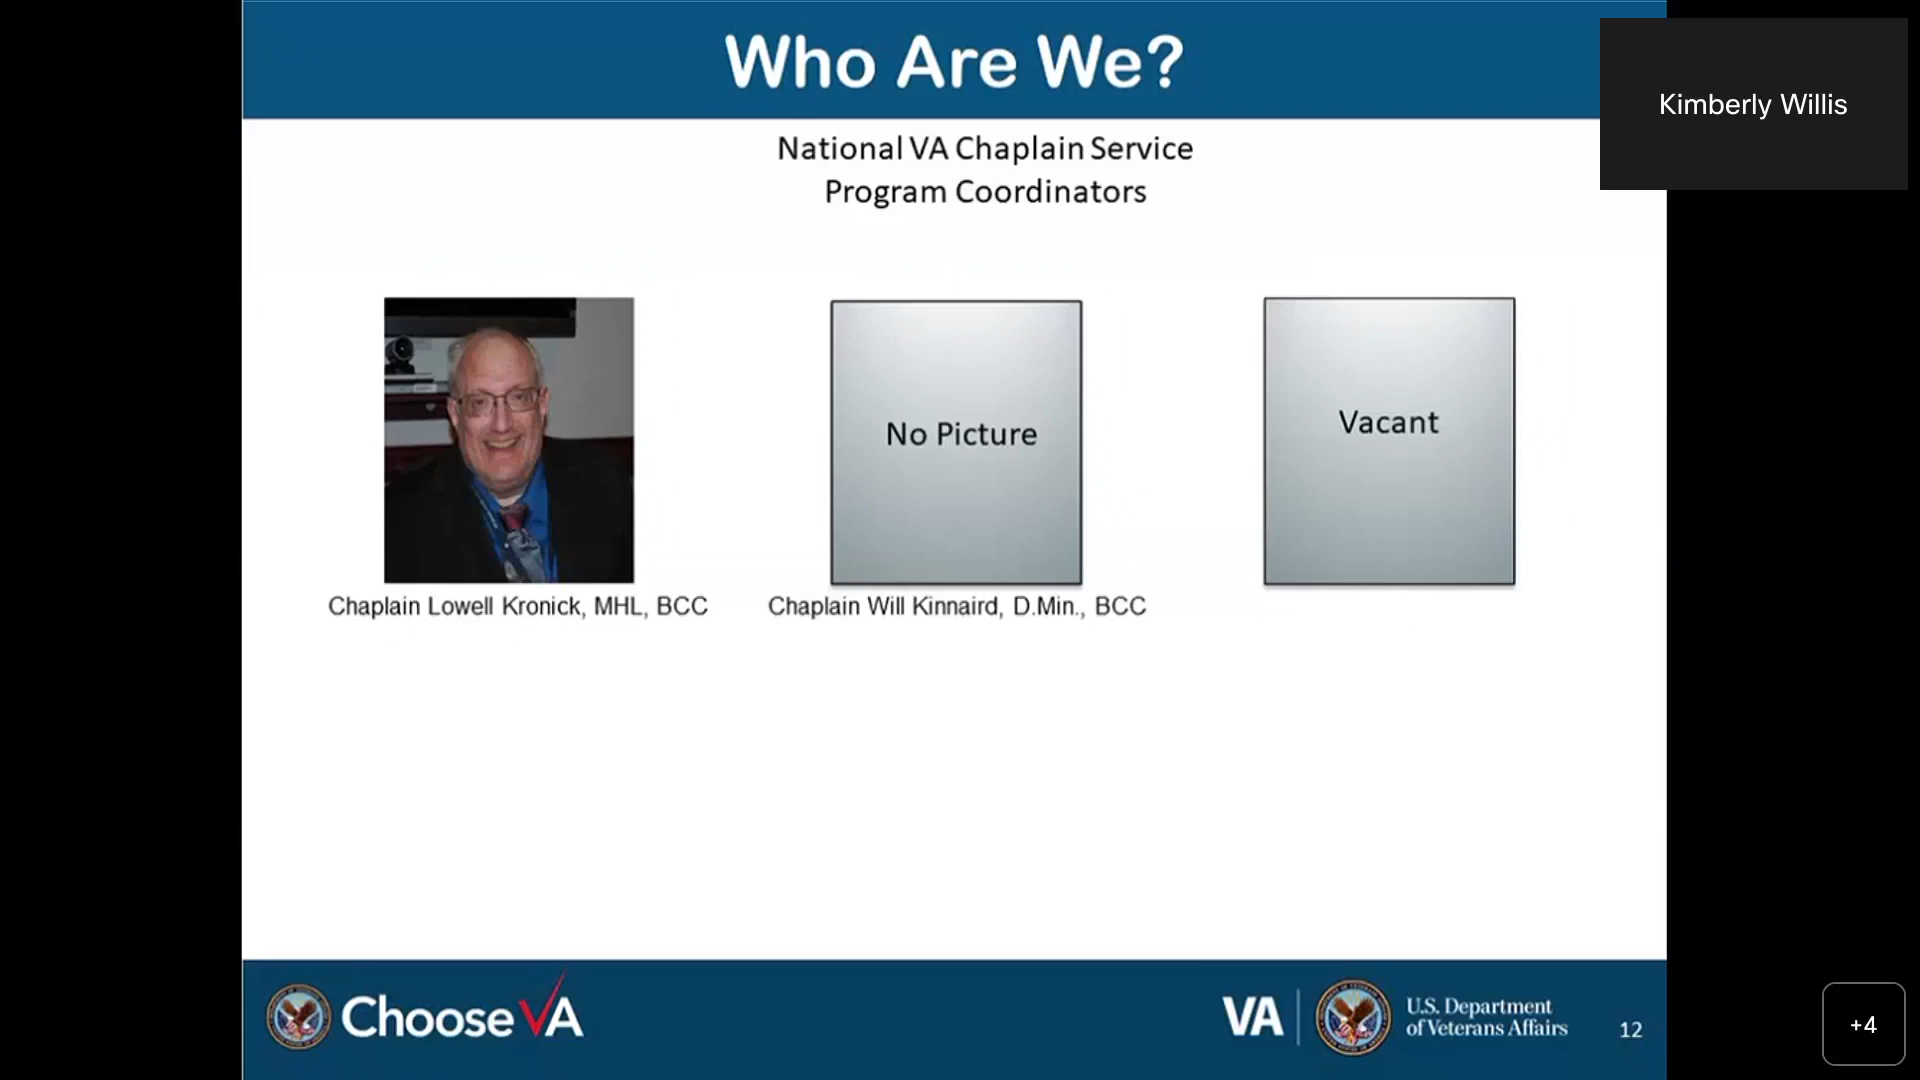 Who Are We?
Kimberly Willis
National VA Chaplain Service
Program Coordinators
No Picture
Vacant
Chaplain Lowell Kronick, MHL, BCC
Chaplain Will Kinnaird, D.Min., BCC
Choose VA
VA
U.S. Department
of Veterans Affairs
12
+4